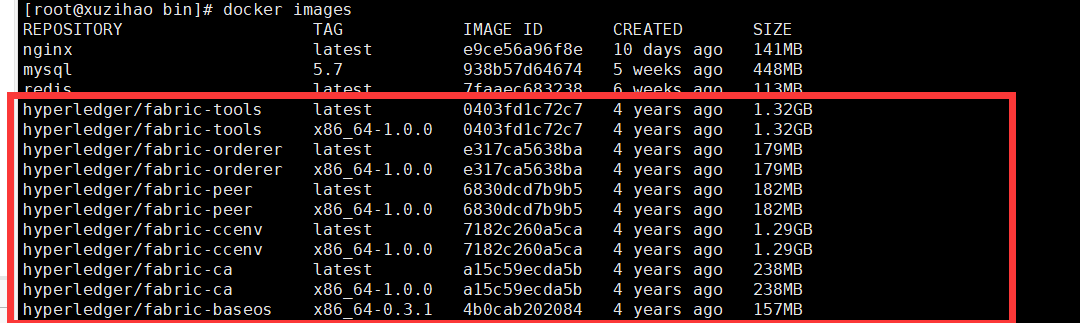 [root@xuzihao bin]# docker images
REPOSITORY TAG IMAGE ID CREATED SIZE
nginx latest e9ce56a96f8e 10 days ago 141MB
mysql 5.7 938b57d64674 5 weeks ago 448MB
redis latest 7faaec683238 6 weeks ago 113MB
hyperledger/fabric-tools latest 0403fd1c72c7 4 years ago 1.32GB
hyperledger/fabric-tools x86_64-1.0.0 0403fd1c72c7 4 years ago 1.32GB
hyperledger/fabric-orderer latest e317ca5638ba 4 years ago 179MB
hyperledger/fabric-orderer x86_64-1.0.0 e317ca5638ba 4 years ago 179MB
hyperledger/fabric-peer latest 6830dcd7b9b5 4 years ago 182MB
hyperledger/fabric-peer x86_64-1.0.0 6830dcd7b9b5 4 years ago 182MB
hyperledger/fabric-ccenv latest 7182c260a5ca 4 years ago 1.29GB
hyperledger/fabric-ccenv x86_64-1.0.0 7182c260a5ca 4 years ago 1.29GB
hyperledger/fabric-ca latest a15c59ecda5b 4 years ago 238MB
hyperledger/fabric-ca x86_64-1.0.0 a15c59ecda5b 4 years ago 238MB
hyperledger/fabric-baseos x86_64-0.3.1 4b0cab202084 4 years ago 157MB